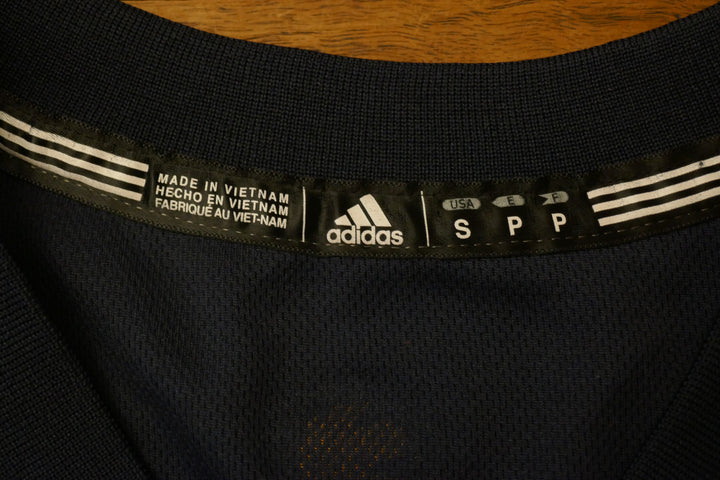 MADE IN VIETNAM
HECHO EN VIETNAM
FABRIQUÉ AU VIET-NAM
adidas
USA E F
S P P